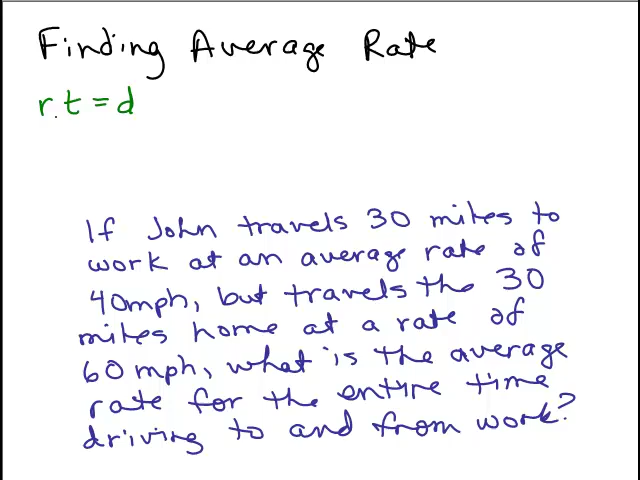 Finding Average Rate
r.t = d
If John travels 30 miles to
work at an average rate of
40mph, but travels the 30
miles home at a rate of
60 mph, what is the average
rate for the entire time
driving to and from work?